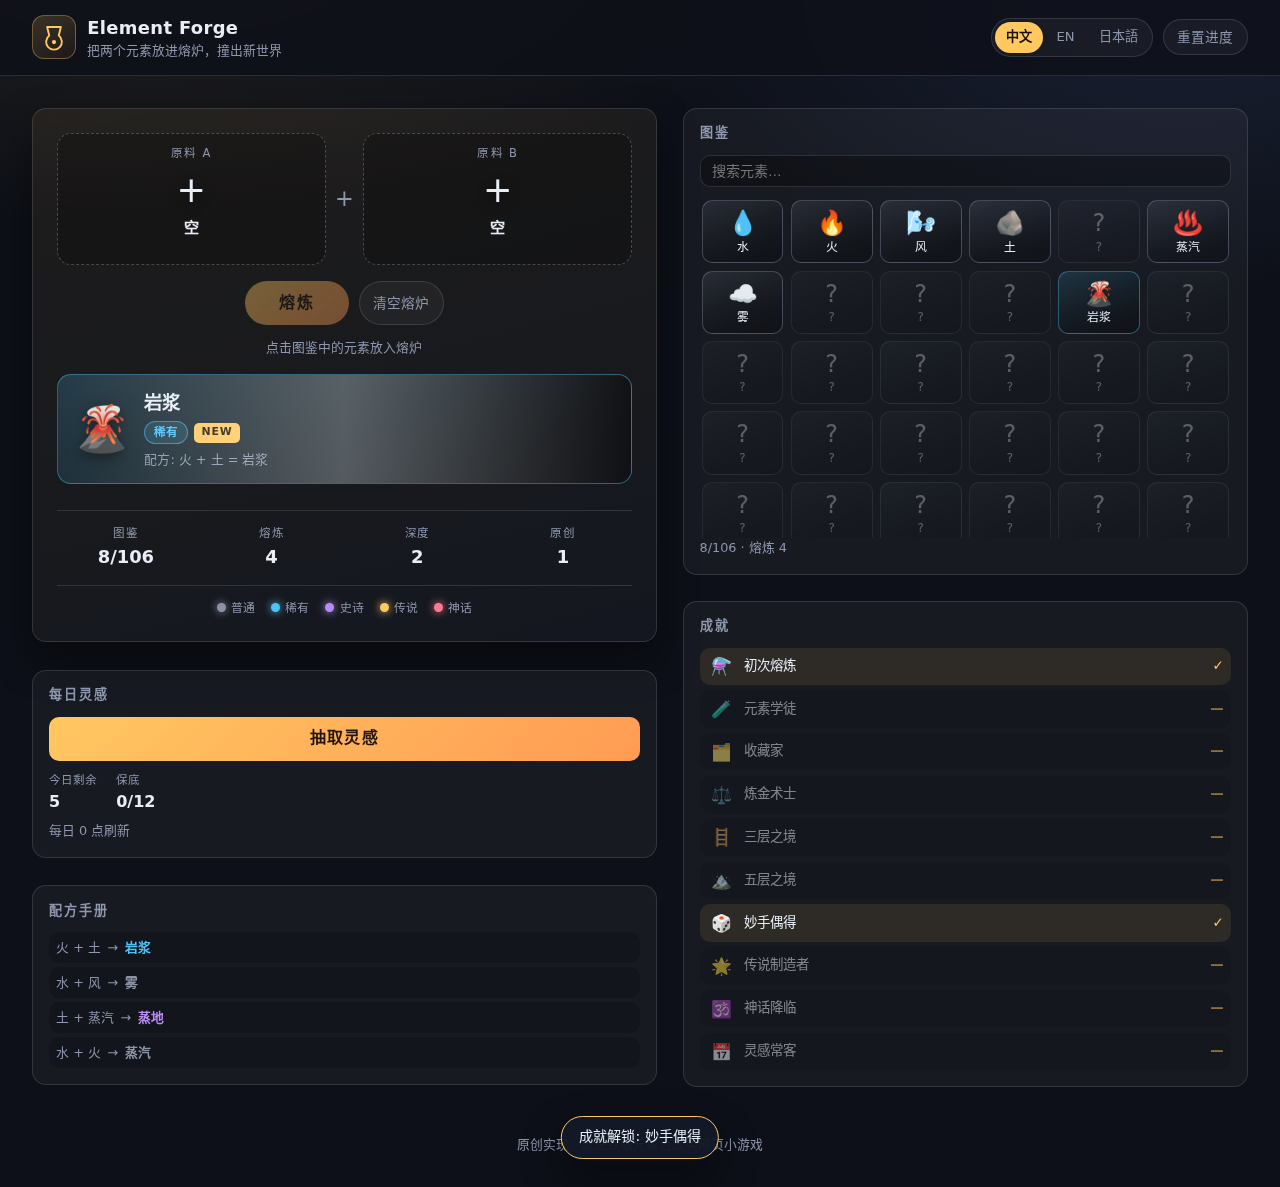 Element Forge
把两个元素放进熔炉，撞出新世界
中文 EN 日本語 重置进度
原料 A
+
空
+
原料 B
+
空
熔炼 清空熔炉
点击图鉴中的元素放入熔炉
岩浆
稀有 NEW
配方: 火 + 土 = 岩浆
图鉴 熔炼 深度 原创
8/106 4 2 1
普通 稀有 史诗 传说 神话
每日灵感
抽取灵感
今日剩余 保底
5 0/12
每日 0 点刷新
配方手册
火 + 土 → 岩浆
水 + 风 → 雾
土 + 蒸汽 → 蒸地
水 + 火 → 蒸汽
图鉴
搜索元素...
?
水 火 风 土 ? 蒸汽
? ? ? ?
雾 ? ? ? 岩浆 ?
? ? ? ? ? ?
? ? ? ? ? ?
? ? ? ? ? ?
? ? ? ? ? ?
? ? ? ? ? ?
? ? ? ? ? ?
8/106 · 熔炼 4
成就
初次熔炼 ✓
元素学徒 —
收藏家 —
炼金术士 —
三层之境 —
五层之境 —
妙手偶得 ✓
传说制造者 —
神话降临 —
灵感常客 —
成就解锁: 妙手偶得
原创实 页小游戏